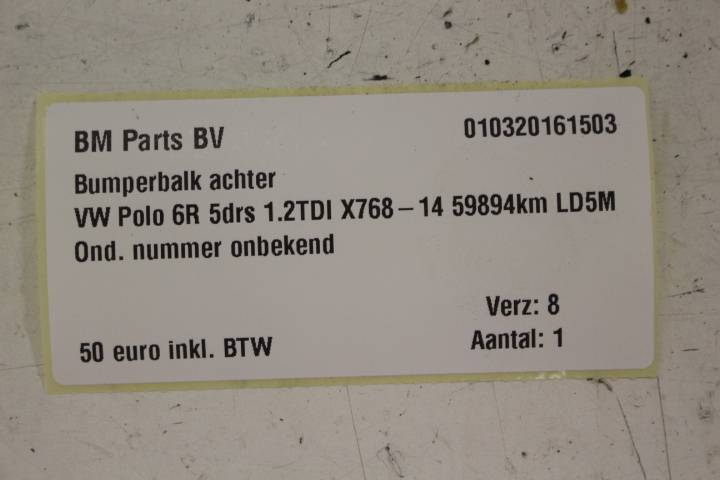 BM Parts BV
010320161503
Bumperbalk achter
VW Polo 6R 5drs 1.2TDI X768-14 59894km LD5M
Ond. nummer onbekend
Verz: 8
50 euro inkl. BTW
Aantal: 1